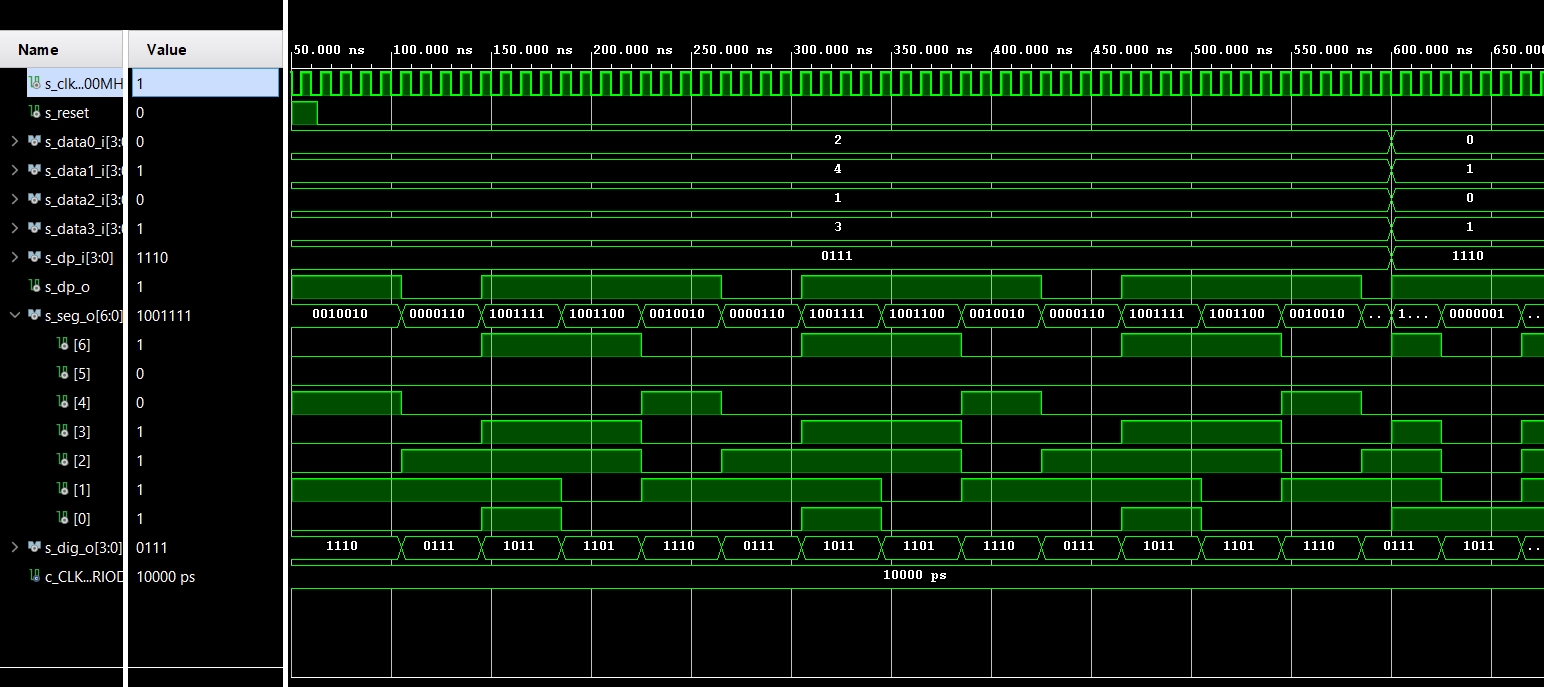 Name Value 50.000 ns 100.000 ns 150.000 ns 200.000 ns 250.000 ns 300.000 ns 350.000 ns 400.000 ns 450.000 ns 500.000 ns 550.000 ns 600.000 ns 650.00
s_clk...00MH 1
s_reset 0
s_data0_i[3: 0 2 0
s_data1_i[3: 1 4 1
s_data2_i[3: 0 1 0
s_data3_i[3: 1 3 1
s_dp_i[3:0] 1110 0111 1110
s_dp_o 1
s_seg_o[6:0] 1001111 0010010 0000110 1001111 1001100 0010010 0000110 1001111 1001100 0010010 0000110 1001111 1001100 0010010 .. 1... 0000001 ..
[6] 1
[5] 0
[4] 0
[3] 1
[2] 1
[1] 1
[0] 1
s_dig_o[3:0] 0111 1110 0111 1011 1101 1110 0111 1011 1101 1110 0111 1011 1101 1110 0111 1011 ..
c_CLK...RIOD 10000 ps 10000 ps